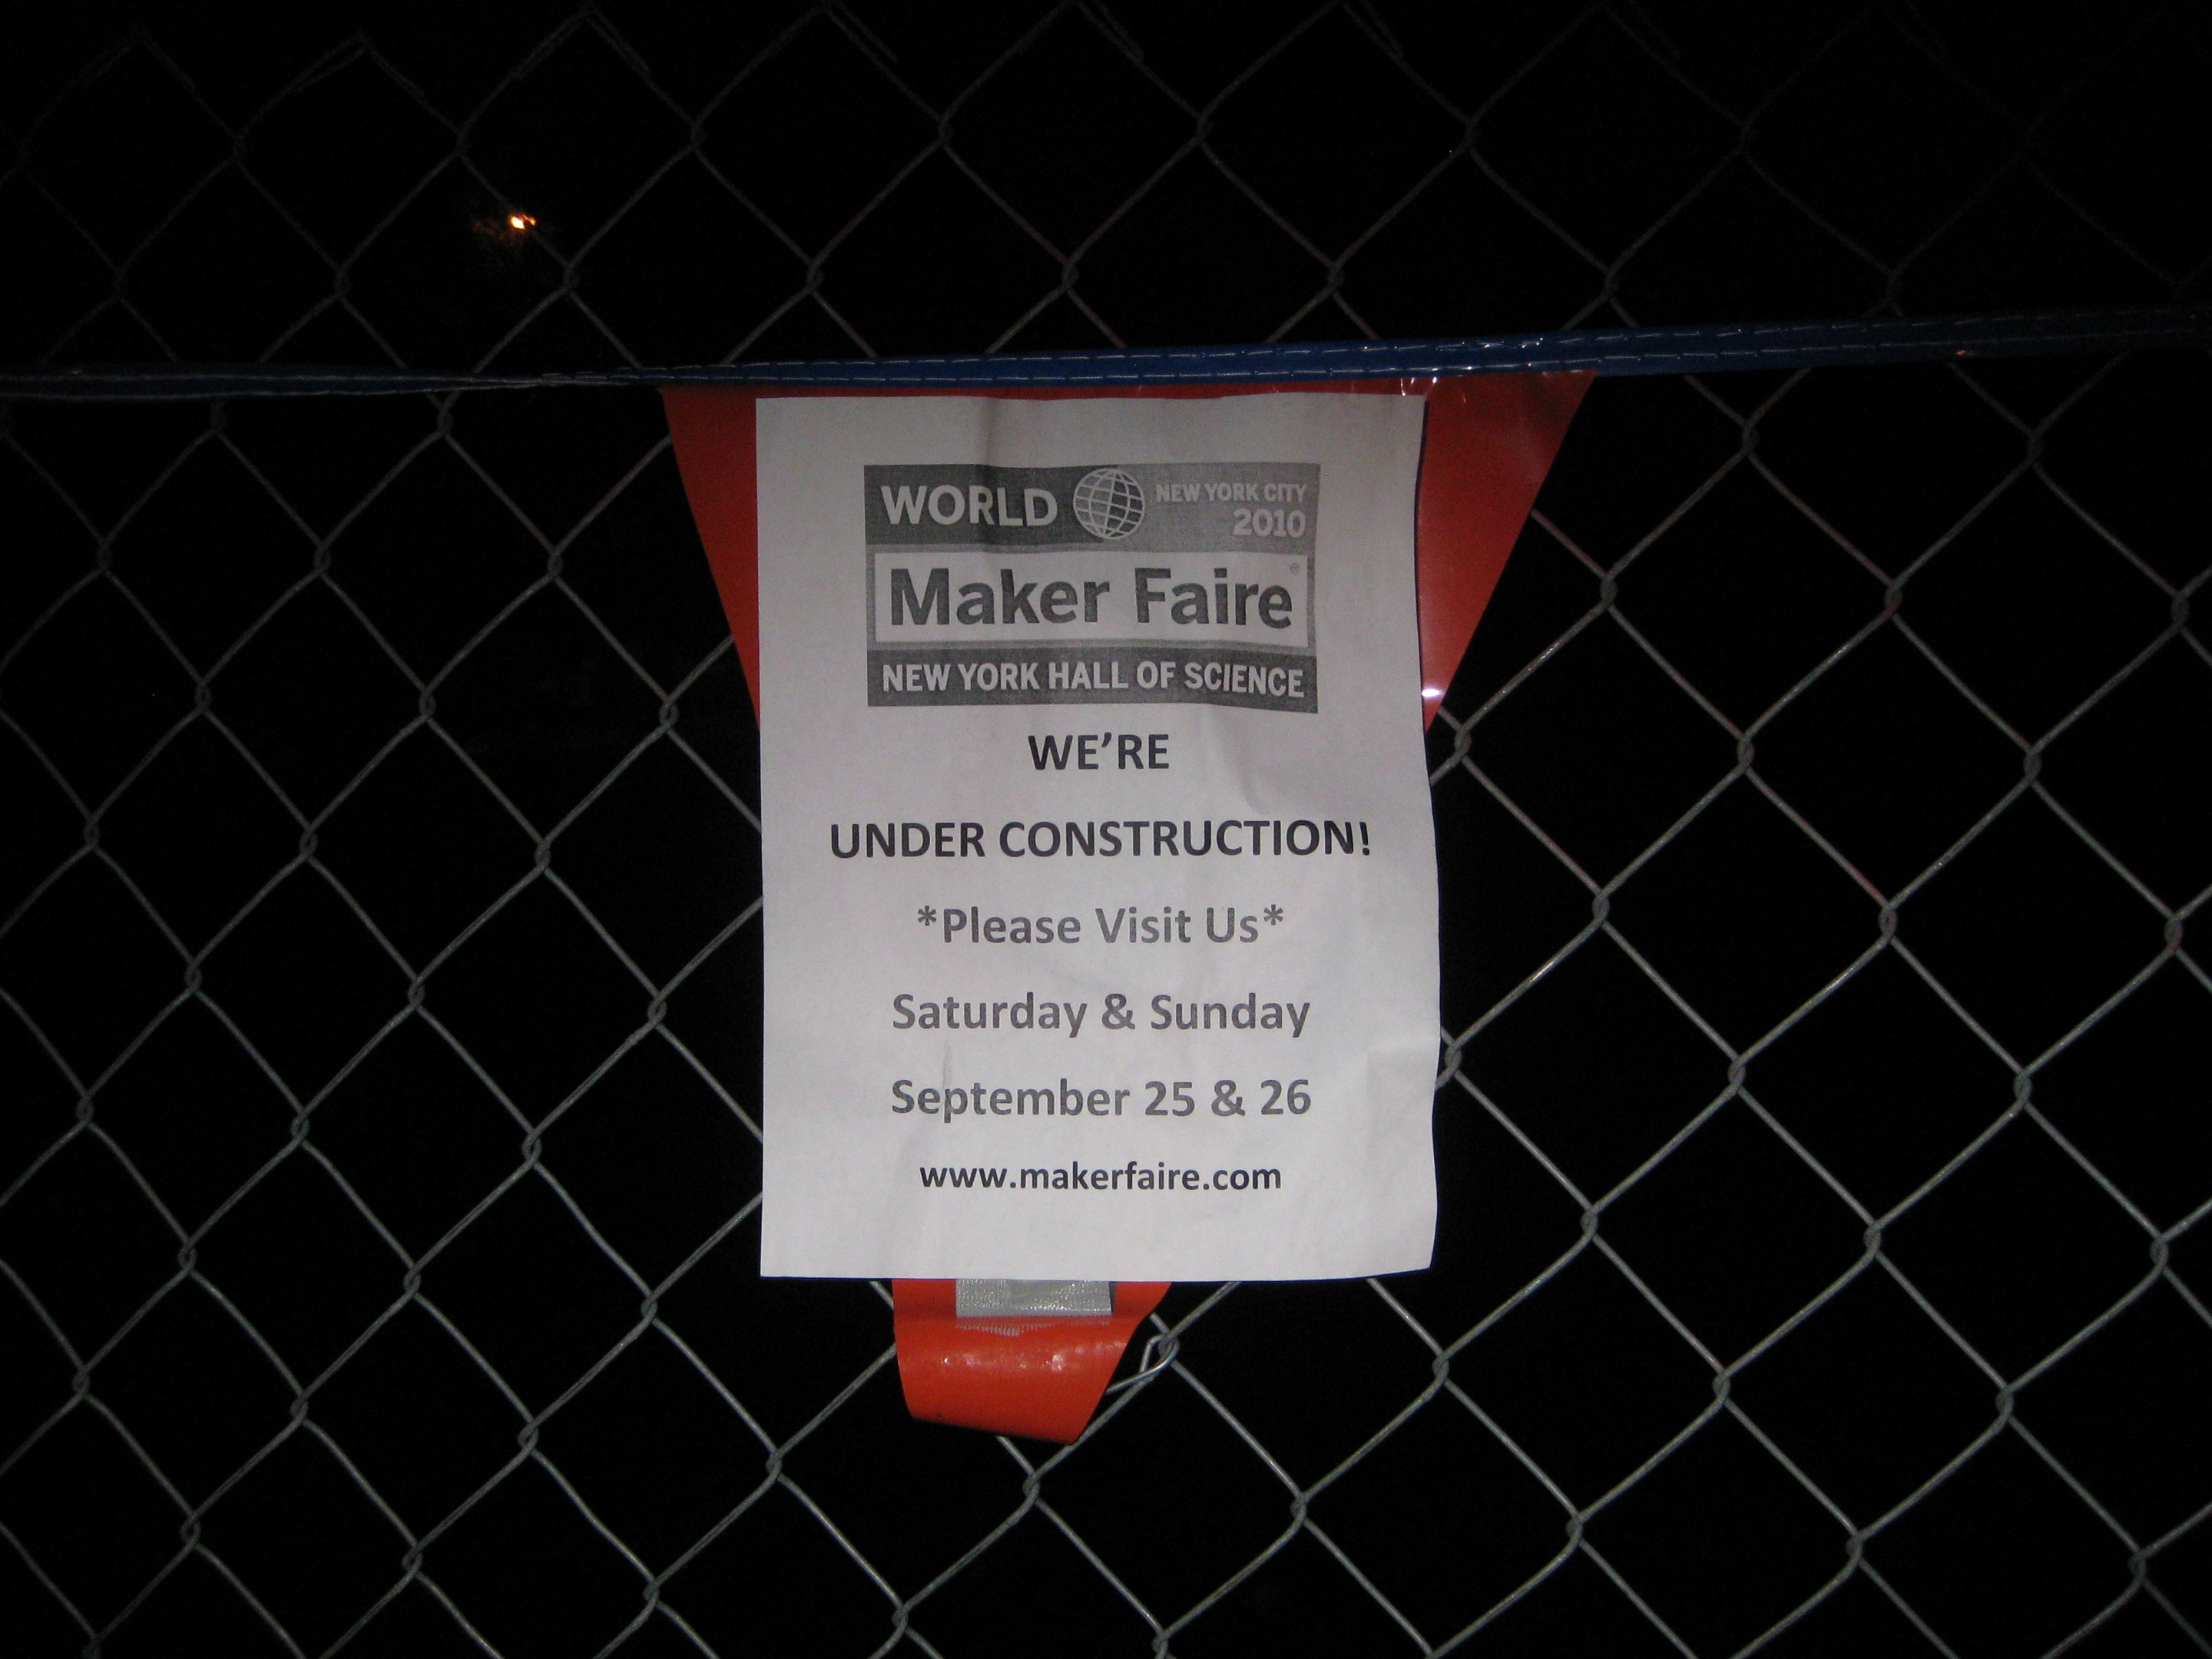 WORLD NEW YORK CITY
2010
Maker Faire®
NEW YORK HALL OF SCIENCE
WE'RE
UNDER CONSTRUCTION!
*Please Visit Us*
Saturday & Sunday
September 25 & 26
www.makerfaire.com